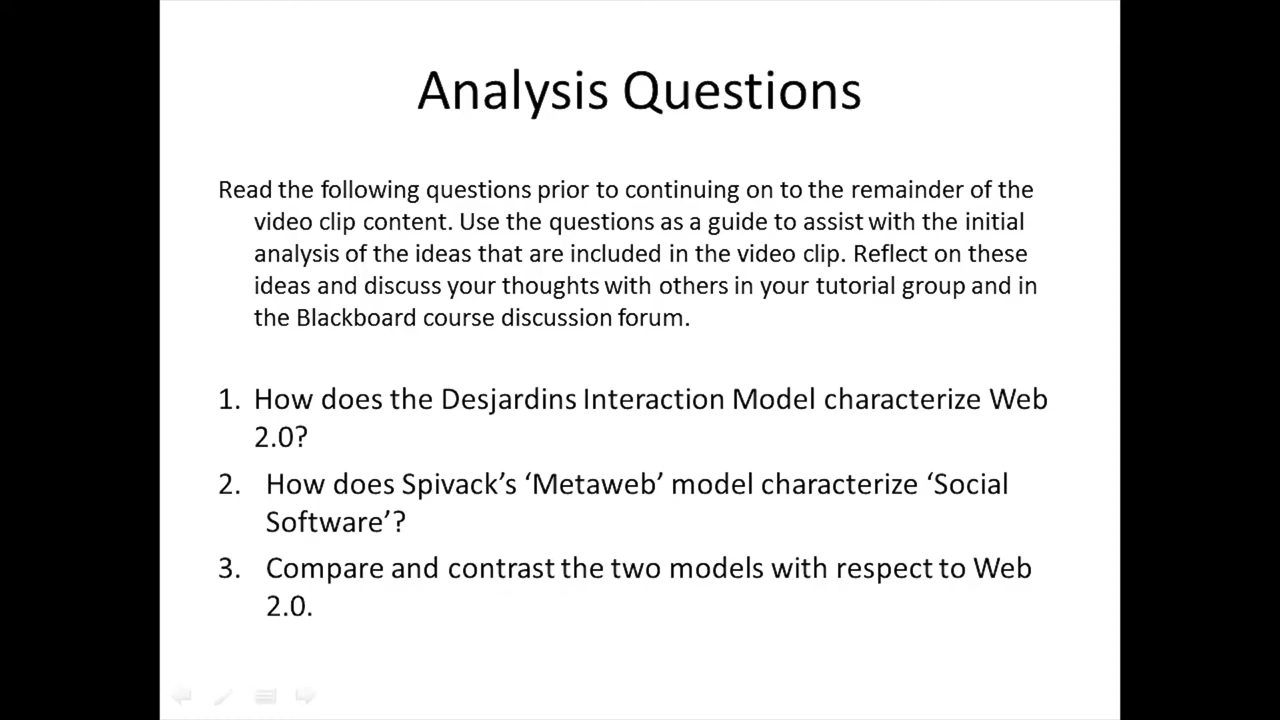 Analysis Questions
Read the following questions prior to continuing on to the remainder of the
video clip content. Use the questions as a guide to assist with the initial
analysis of the ideas that are included in the video clip. Reflect on these
ideas and discuss your thoughts with others in your tutorial group and in
the Blackboard course discussion forum.
1. How does the Desjardins Interaction Model characterize Web
2.0?
2. How does Spivack’s ‘Metaweb’ model characterize ‘Social
Software’?
3. Compare and contrast the two models with respect to Web
2.0.